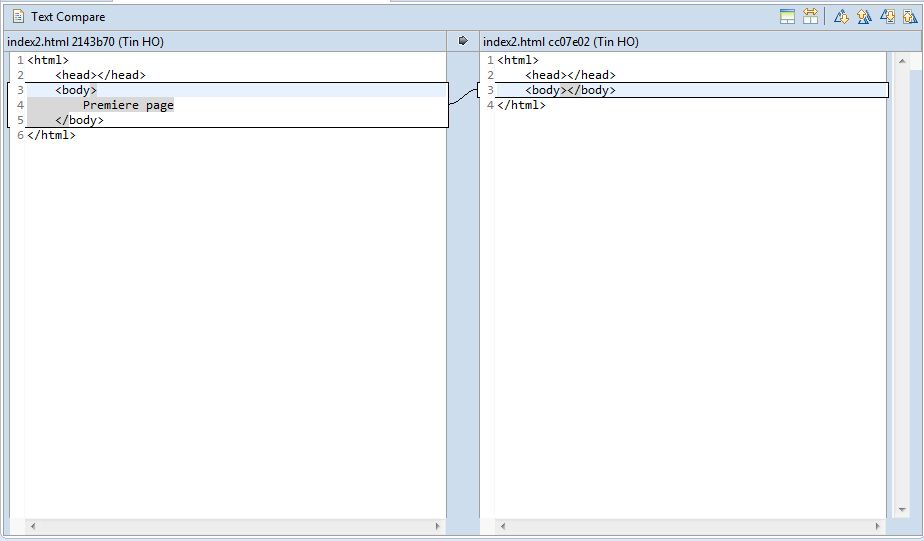 Text Compare
index2.html 2143b70 (Tin HO)
1 <html>
2     <head></head>
3     <body>
4         Premiere page
5     </body>
6 </html>
index2.html cc07e02 (Tin HO)
1 <html>
2     <head></head>
3     <body></body>
4 </html>